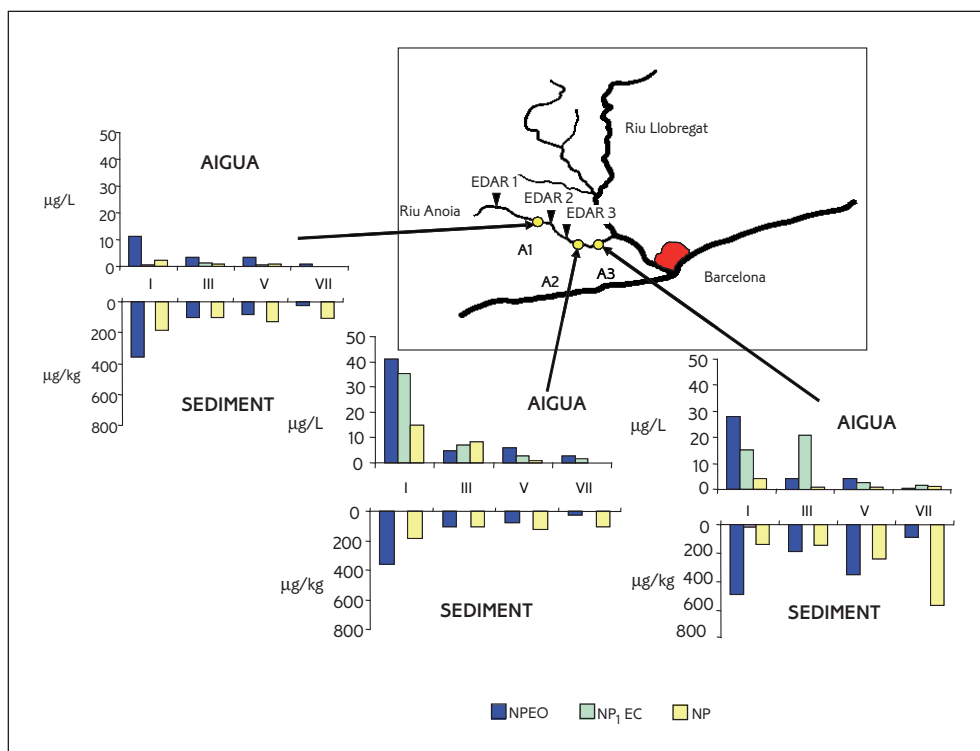 Riu Llobregat
EDAR 1
EDAR 2
EDAR 3
Riu Anoia
A1
A2
A3
Barcelona
50
40
30
20
10
0
µg/L
AIGUA
I III V VII
0
200
400
600
800
µg/kg
SEDIMENT
50
40
30
20
10
0
µg/L
AIGUA
I III V VII
0
200
400
600
800
µg/kg
SEDIMENT
50
40
30
20
10
0
µg/L
AIGUA
I III V VII
0
200
400
600
800
µg/kg
SEDIMENT
NPEO NP1 EC NP